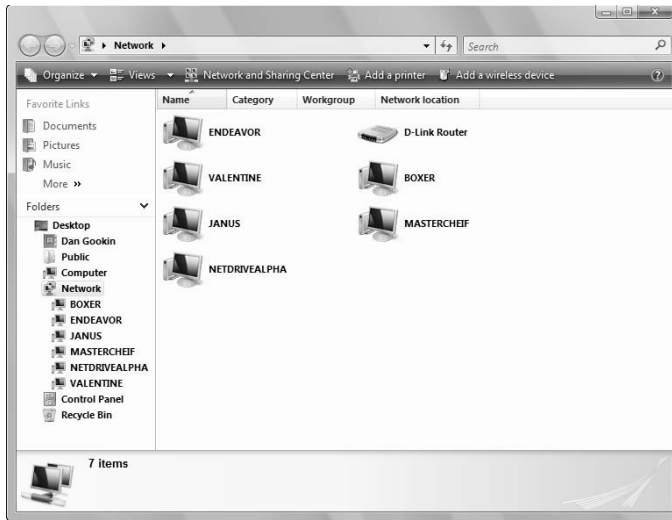 Network
Search
Organize Views Network and Sharing Center Add a printer Add a wireless device
Favorite Links
Documents
Pictures
Music
More »
Folders
Desktop
Dan Gookin
Public
Computer
Network
BOXER
ENDEAVOR
JANUS
MASTERCHEIF
NETDRIVEALPHA
VALENTINE
Control Panel
Recycle Bin
Name Category Workgroup Network location
ENDEAVOR D-Link Router
VALENTINE BOXER
JANUS MASTERCHEIF
NETDRIVEALPHA
7 items